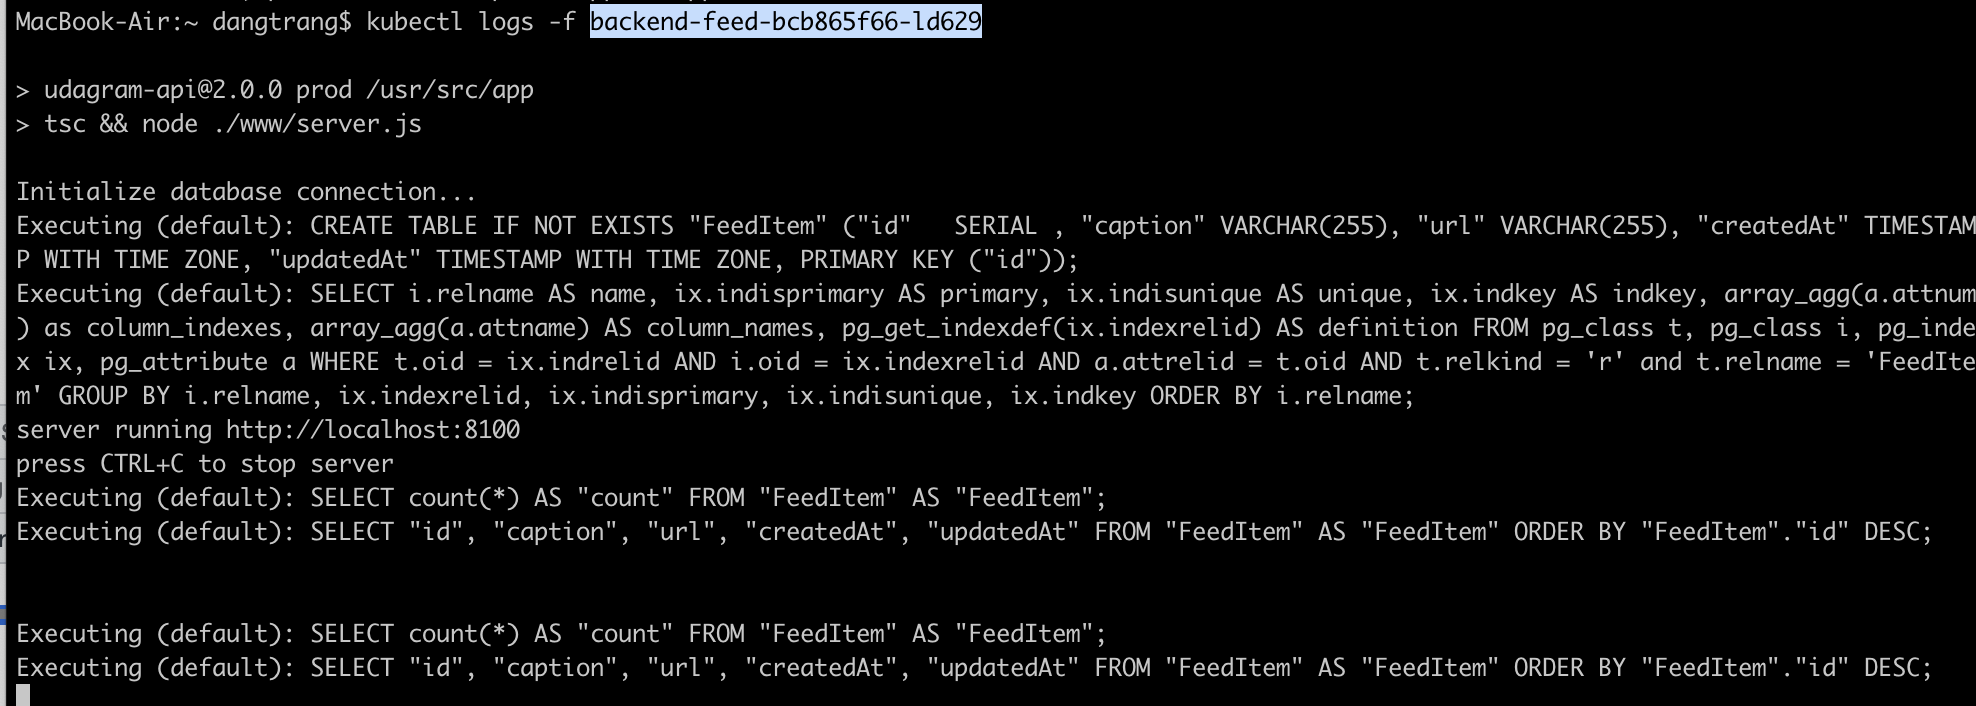 MacBook-Air:~ dangtrang$ kubectl logs -f backend-feed-bcb865f66-ld629
> udagram-api@2.0.0 prod /usr/src/app
> tsc && node ./www/server.js
Initialize database connection...
Executing (default): CREATE TABLE IF NOT EXISTS "FeedItem" ("id"   SERIAL , "caption" VARCHAR(255), "url" VARCHAR(255), "createdAt" TIMESTAM
P WITH TIME ZONE, "updatedAt" TIMESTAMP WITH TIME ZONE, PRIMARY KEY ("id"));
Executing (default): SELECT i.relname AS name, ix.indisprimary AS primary, ix.indisunique AS unique, ix.indkey AS indkey, array_agg(a.attnum
) as column_indexes, array_agg(a.attname) AS column_names, pg_get_indexdef(ix.indexrelid) AS definition FROM pg_class t, pg_class i, pg_inde
x ix, pg_attribute a WHERE t.oid = ix.indrelid AND i.oid = ix.indexrelid AND a.attrelid = t.oid AND t.relkind = 'r' and t.relname = 'FeedIte
m' GROUP BY i.relname, ix.indexrelid, ix.indisprimary, ix.indisunique, ix.indkey ORDER BY i.relname;
server running http://localhost:8100
press CTRL+C to stop server
Executing (default): SELECT count(*) AS "count" FROM "FeedItem" AS "FeedItem";
Executing (default): SELECT "id", "caption", "url", "createdAt", "updatedAt" FROM "FeedItem" AS "FeedItem" ORDER BY "FeedItem"."id" DESC;
Executing (default): SELECT count(*) AS "count" FROM "FeedItem" AS "FeedItem";
Executing (default): SELECT "id", "caption", "url", "createdAt", "updatedAt" FROM "FeedItem" AS "FeedItem" ORDER BY "FeedItem"."id" DESC;